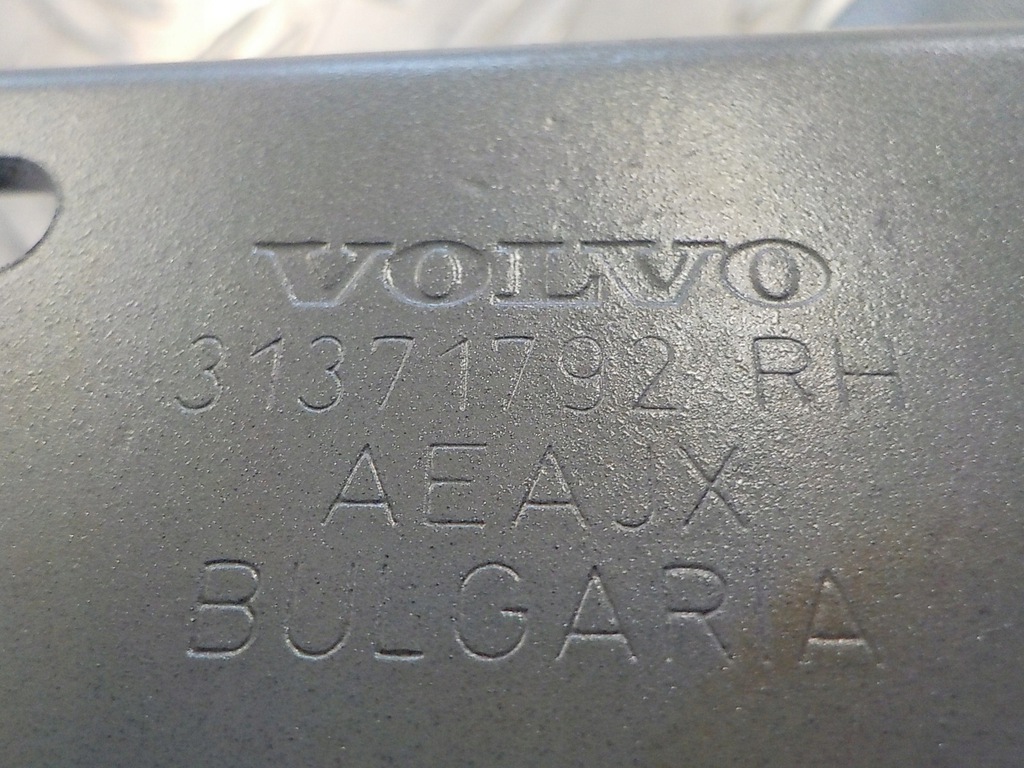 VOLVO
31371792 RH
AEAJX
BULGARIA